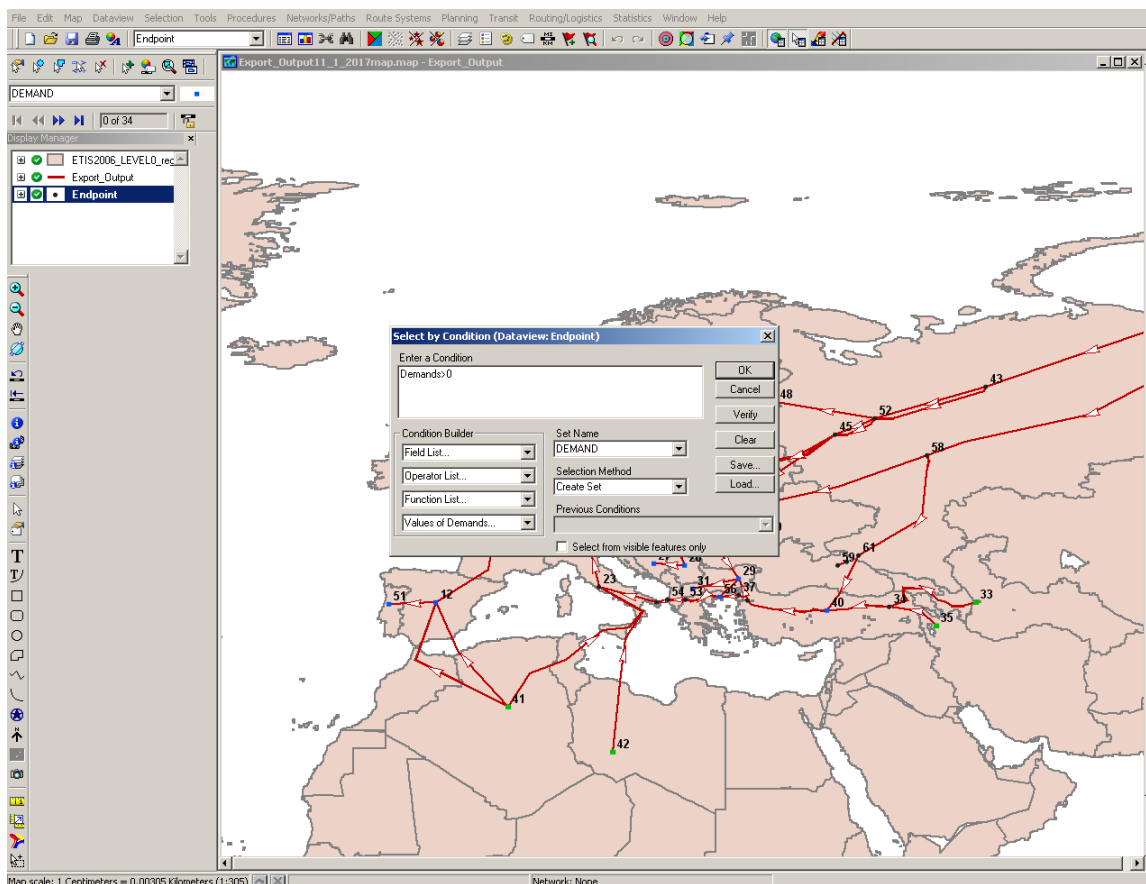 File Edit Map Dataview Selection Tools Procedures Networks/Paths Route Systems Planning Transit Routing/Logistics Statistics Window Help
Endpoint
Export_Output11_1_2017map.map - Export_Output
DEMAND
0 of 34
Display Manager
ETIS2006_LEVEL0_reg
Export_Output
Endpoint
Select by Condition (Dataview: Endpoint)
Enter a Condition
Demands>0
OK
Cancel
Verify
Clear
Save...
Load...
Condition Builder
Field List...
Operator List...
Function List...
Values of Demands...
Set Name
DEMAND
Selection Method
Create Set
Previous Conditions
Select from visible features only
43
48
52
45
58
61
59
29
31
56
37
23
54
53
40
34
33
35
51
12
41
42
Map scale: 1 Centimeters = 0.00305 Kilometers (1:305)
Network: None